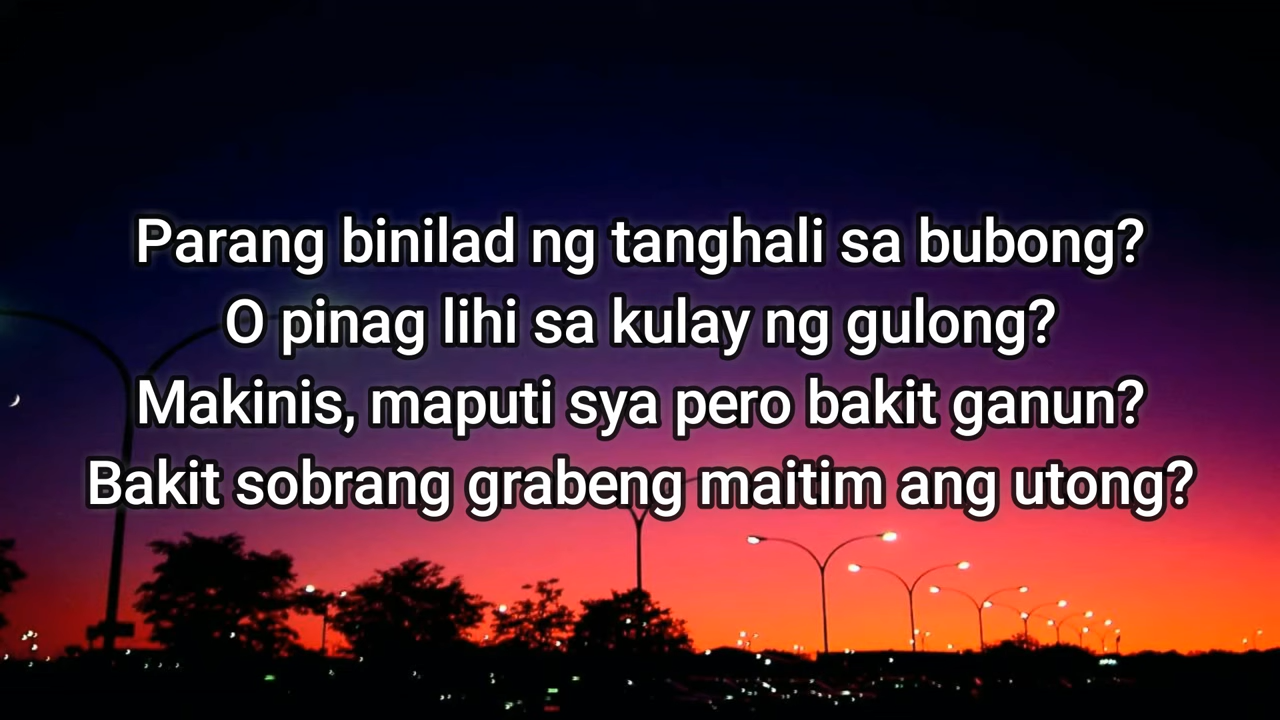 Parang binilad ng tanghali sa bubong?
O pinag lihi sa kulay ng gulong?
Makinis, maputi sya pero bakit ganun?
Bakit sobrang grabeng maitim ang utong?